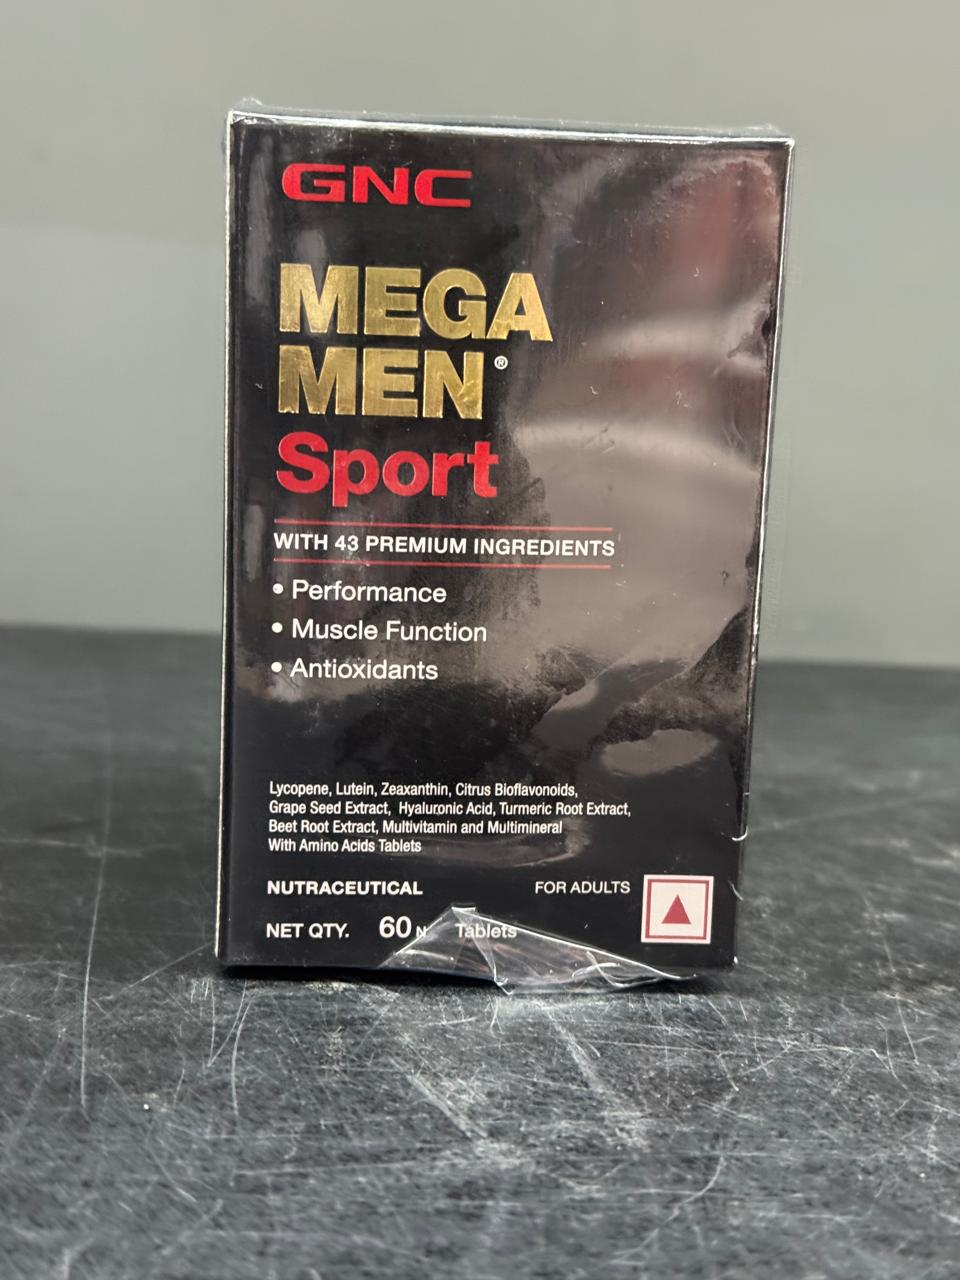 GNC
MEGA
MEN®
Sport
WITH 43 PREMIUM INGREDIENTS
• Performance
• Muscle Function
• Antioxidants
Lycopene, Lutein, Zeaxanthin, Citrus Bioflavonoids,
Grape Seed Extract, Hyaluronic Acid, Turmeric Root Extract,
Beet Root Extract, Multivitamin and Multimineral
With Amino Acids Tablets
NUTRACEUTICAL FOR ADULTS
NET QTY. 60 N Tablets